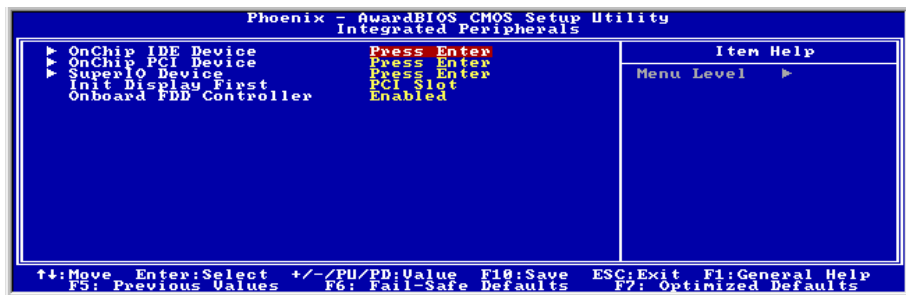 Phoenix - AwardBIOS CMOS Setup Utility
Integrated Peripherals
► OnChip IDE Device Press Enter
► OnChip PCI Device Press Enter
► SuperIO Device Press Enter
Init Display First PCI Slot
Onboard FDD Controller Enabled
Item Help
Menu Level ►
↑↓:Move Enter:Select +/-/PU/PD:Value F10:Save ESC:Exit F1:General Help
F5: Previous Values F6: Fail-Safe Defaults F7: Optimized Defaults